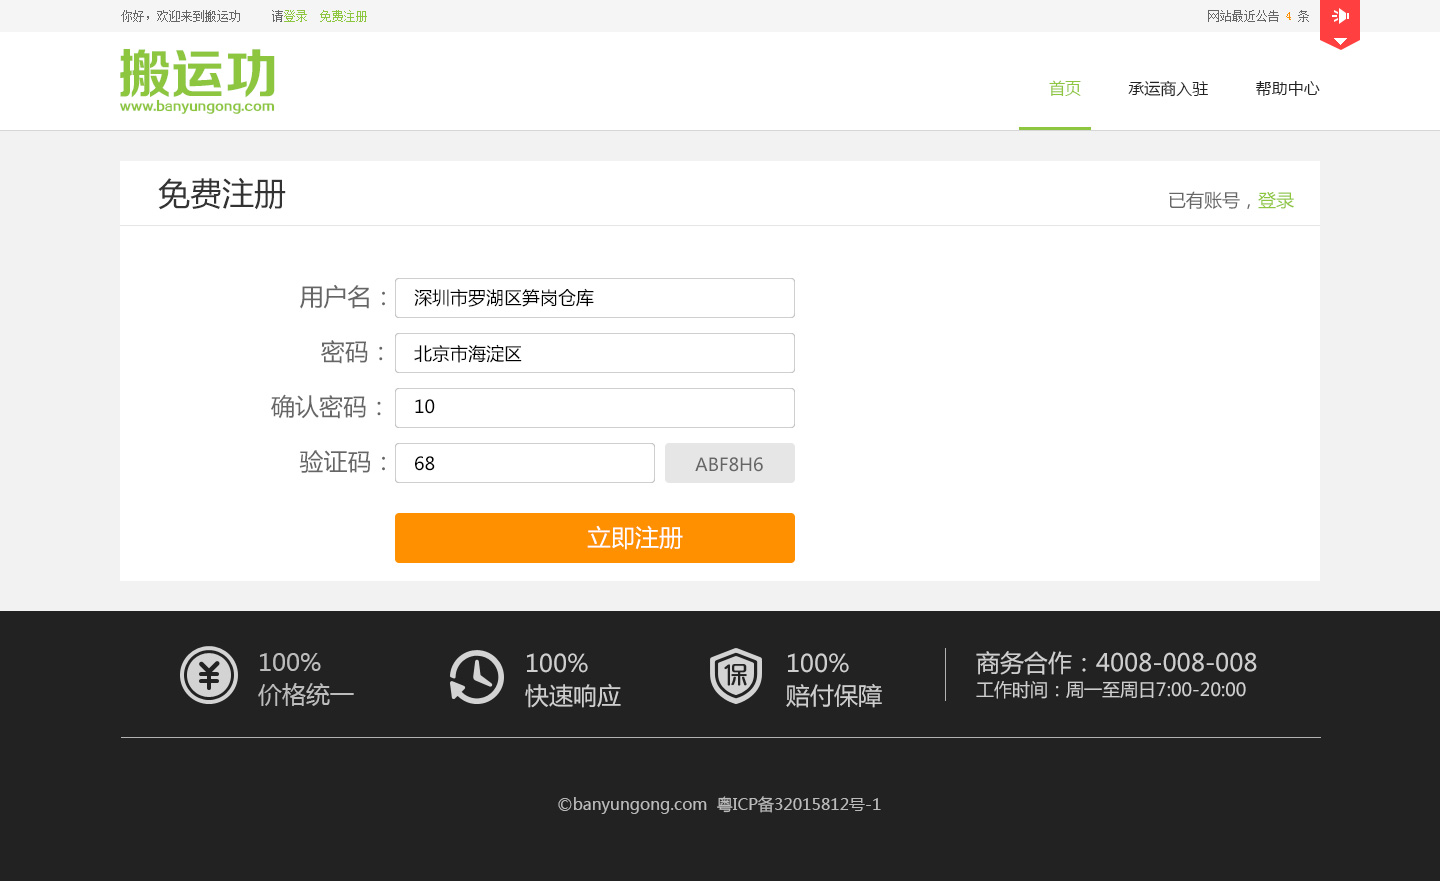 你好，欢迎来到搬运功 请登录 免费注册 网站最近公告 4 条
搬运功
www.banyungong.com
首页 承运商入驻 帮助中心
免费注册 已有账号，登录
用户名： 深圳市罗湖区笋岗仓库
密码： 北京市海淀区
确认密码： 10
验证码： 68 ABF8H6
立即注册
100%
价格统一
100%
快速响应
保
100%
赔付保障
商务合作：4008-008-008
工作时间：周一至周日7:00-20:00
©banyungong.com 粤ICP备32015812号-1